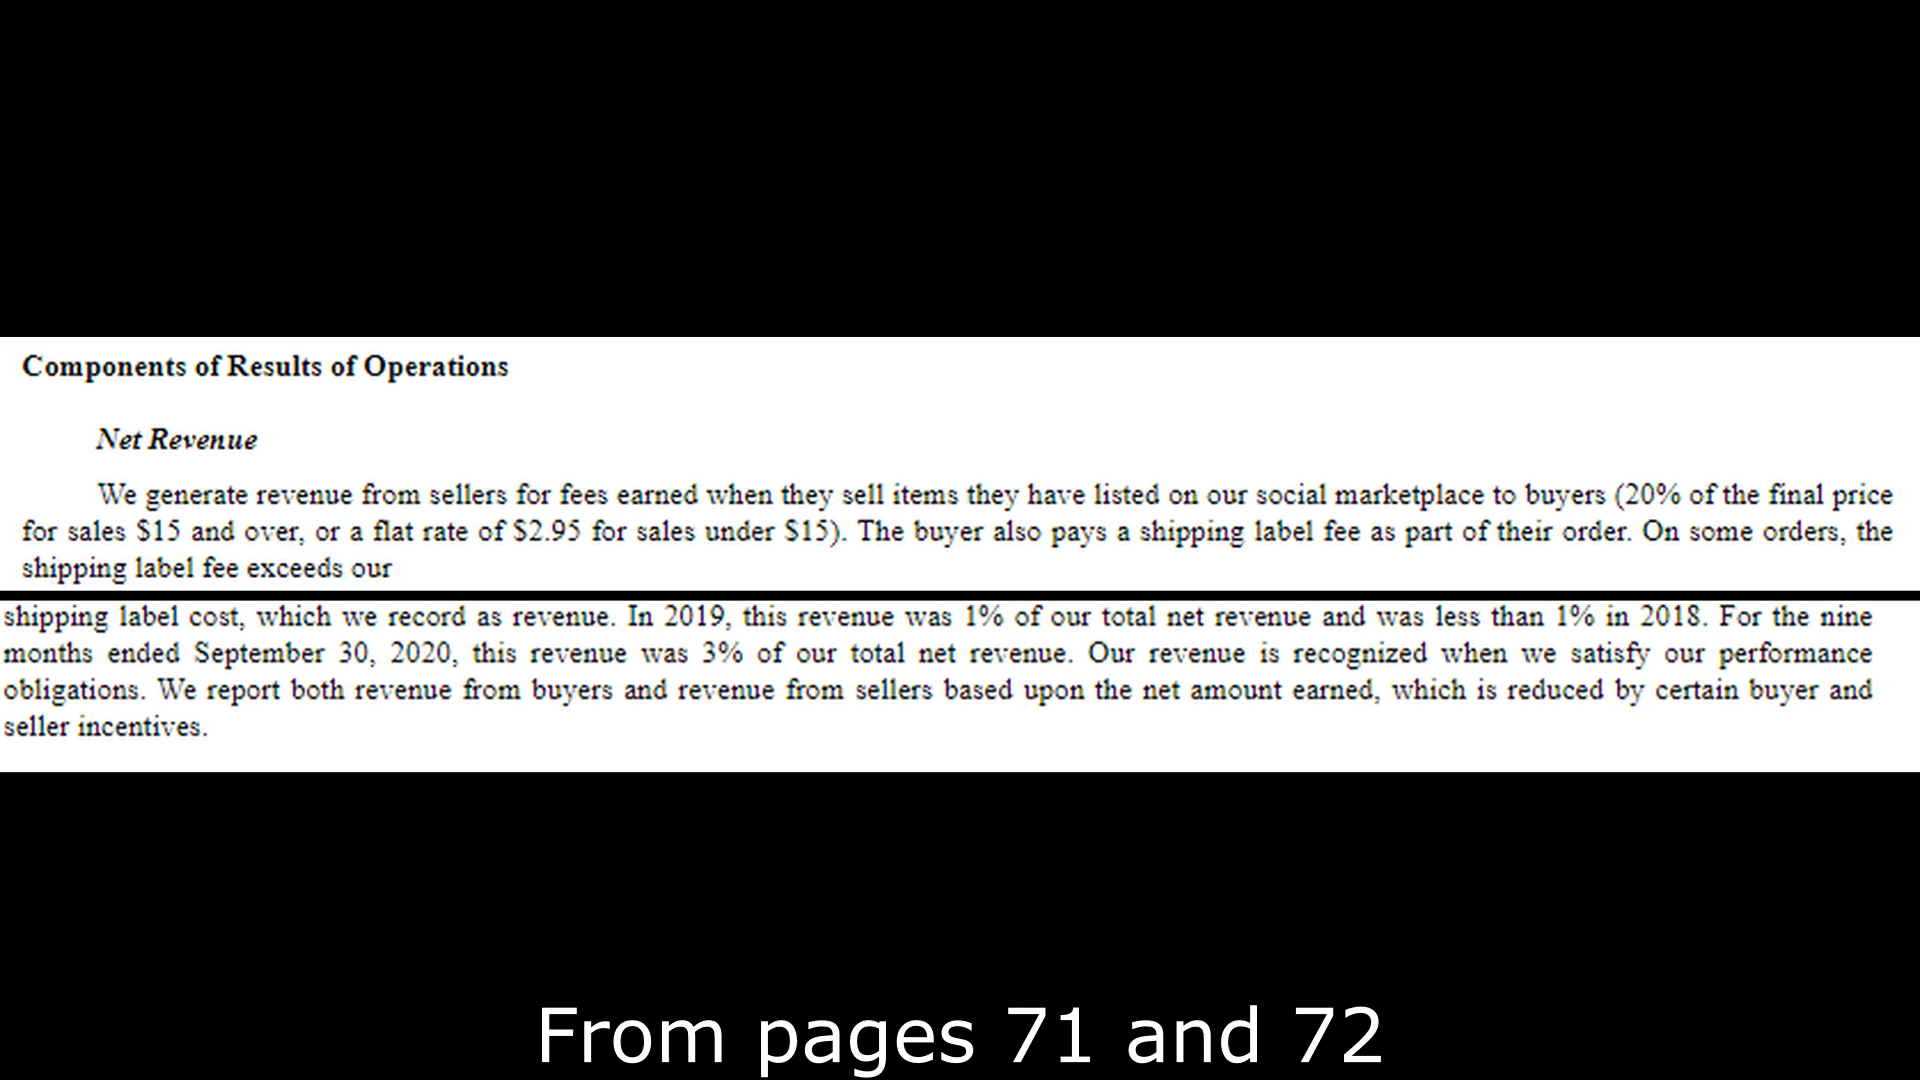 Components of Results of Operations
Net Revenue
We generate revenue from sellers for fees earned when they sell items they have listed on our social marketplace to buyers (20% of the final price
for sales $15 and over, or a flat rate of $2.95 for sales under $15). The buyer also pays a shipping label fee as part of their order. On some orders, the
shipping label fee exceeds our
shipping label cost, which we record as revenue. In 2019, this revenue was 1% of our total net revenue and was less than 1% in 2018. For the nine
months ended September 30, 2020, this revenue was 3% of our total net revenue. Our revenue is recognized when we satisfy our performance
obligations. We report both revenue from buyers and revenue from sellers based upon the net amount earned, which is reduced by certain buyer and
seller incentives.
From pages 71 and 72